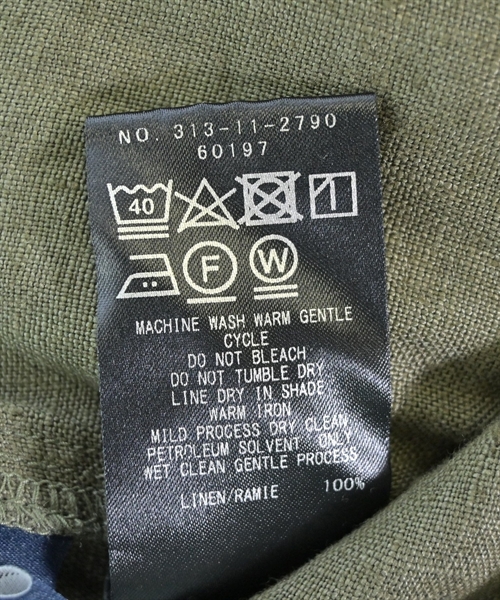 NO. 313-11-2790
60197
40
F W
MACHINE WASH WARM GENTLE
CYCLE
DO NOT BLEACH
DO NOT TUMBLE DRY
LINE DRY IN SHADE
WARM IRON
MILD PROCESS DRY CLEAN
PETROLEUM SOLVENT ONLY
WET CLEAN GENTLE PROCESS
LINEN/RAMIE 100%